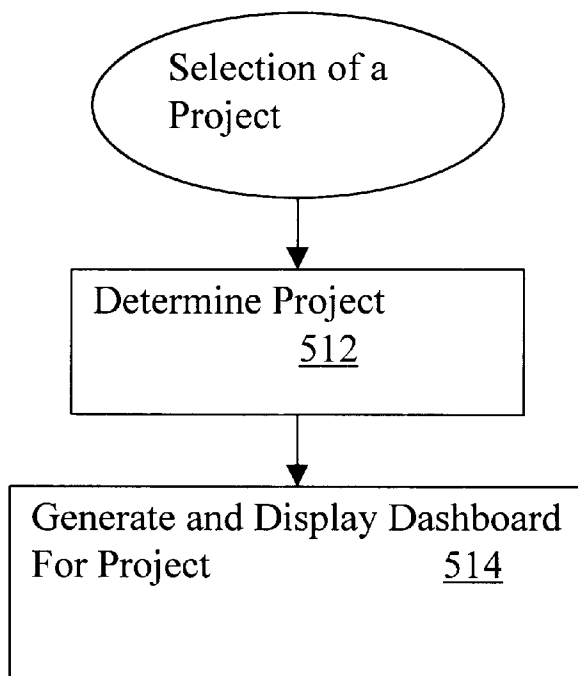 Selection of a
Project
Determine Project
512
Generate and Display Dashboard
For Project 514